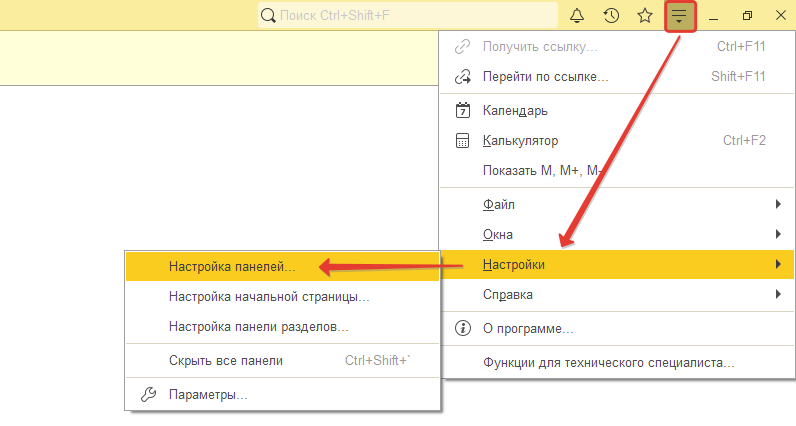 Поиск Ctrl+Shift+F
Получить ссылку... Ctrl+F11
Перейти по ссылке... Shift+F11
7 Календарь
Калькулятор Ctrl+F2
Показать M, M+, M-
Файл
Окна
Настройки
Справка
О программе...
Функции для технического специалиста...
Настройка панелей...
Настройка начальной страницы...
Настройка панели разделов...
Скрыть все панели Ctrl+Shift+`
Параметры...